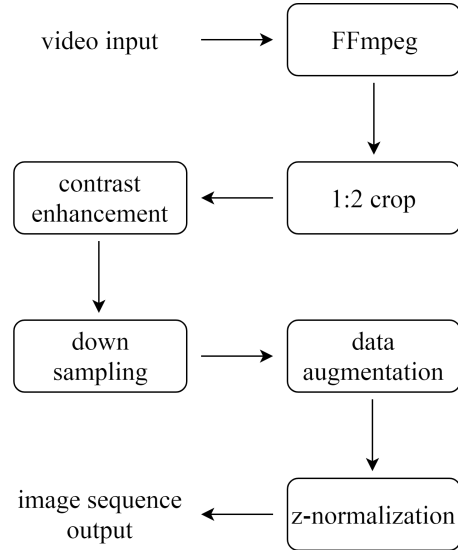 video input
FFmpeg
1:2 crop
contrast
enhancement
down
sampling
data
augmentation
z-normalization
image sequence
output